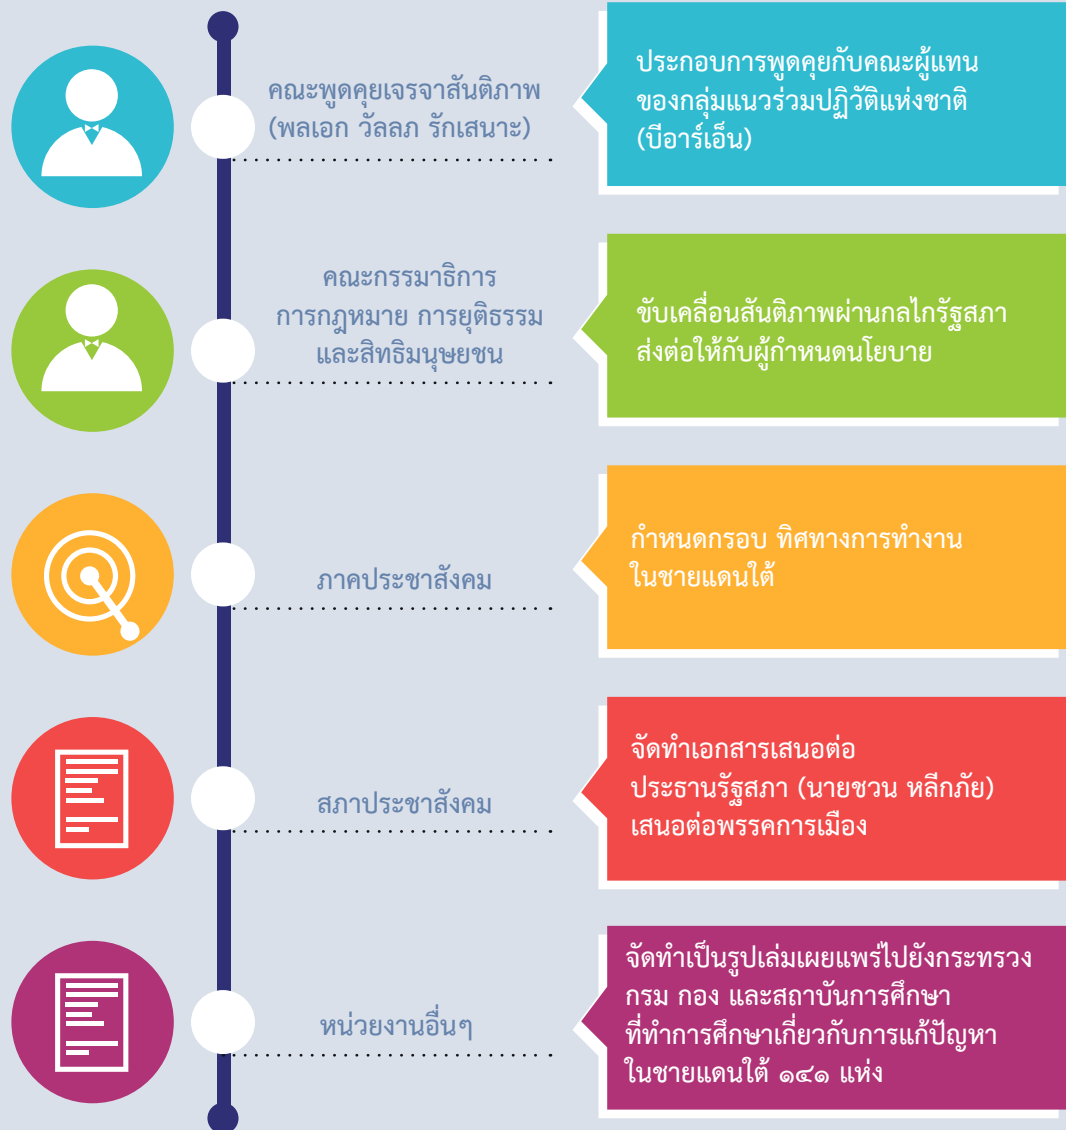 คณะพูดคุยเจรจาสันติภาพ
(พลเอก วัลลภ รักเสนาะ)
ประกอบการพูดคุยกับคณะผู้แทน
ของกลุ่มแนวร่วมปฏิวัติแห่งชาติ
(บีอาร์เอ็น)
คณะกรรมาธิการ
การกฎหมาย การยุติธรรม
และสิทธิมนุษยชน
ขับเคลื่อนสันติภาพผ่านกลไกรัฐสภา
ส่งต่อให้กับผู้กำหนดนโยบาย
ภาคประชาสังคม
กำหนดกรอบ ทิศทางการทำงาน
ในชายแดนใต้
สภาประชาสังคม
จัดทำเอกสารเสนอต่อ
ประธานรัฐสภา (นายชวน หลีกภัย)
เสนอต่อพรรคการเมือง
หน่วยงานอื่นๆ
จัดทำเป็นรูปเล่มเผยแพร่ไปยังกระทรวง
กรม กอง และสถาบันการศึกษา
ที่ทำการศึกษาเกี่ยวกับการแก้ปัญหา
ในชายแดนใต้ ๑๔๑ แห่ง